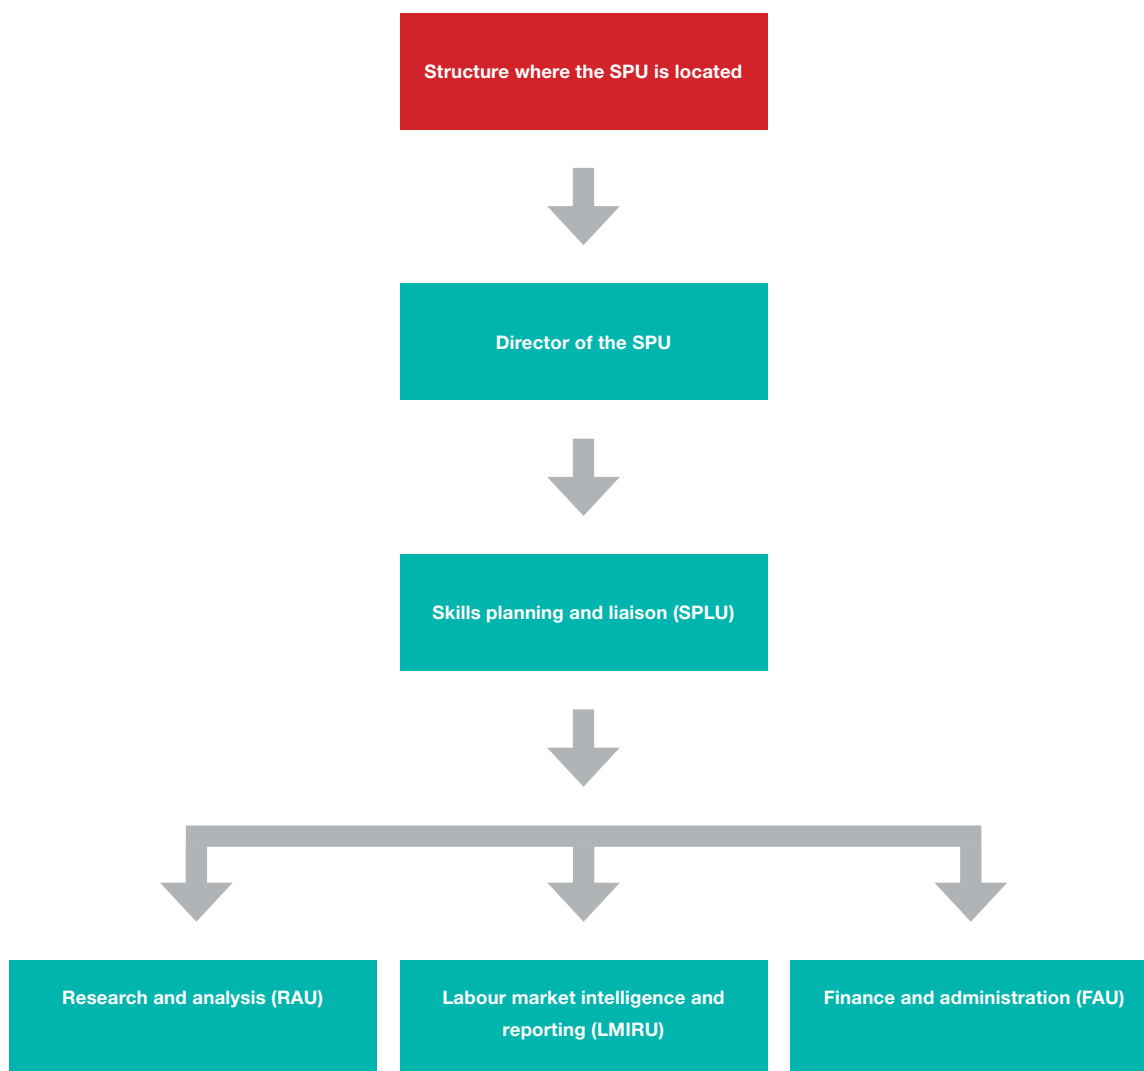 Structure where the SPU is located
Director of the SPU
Skills planning and liaison (SPLU)
Research and analysis (RAU)
Labour market intelligence and
reporting (LMIRU)
Finance and administration (FAU)